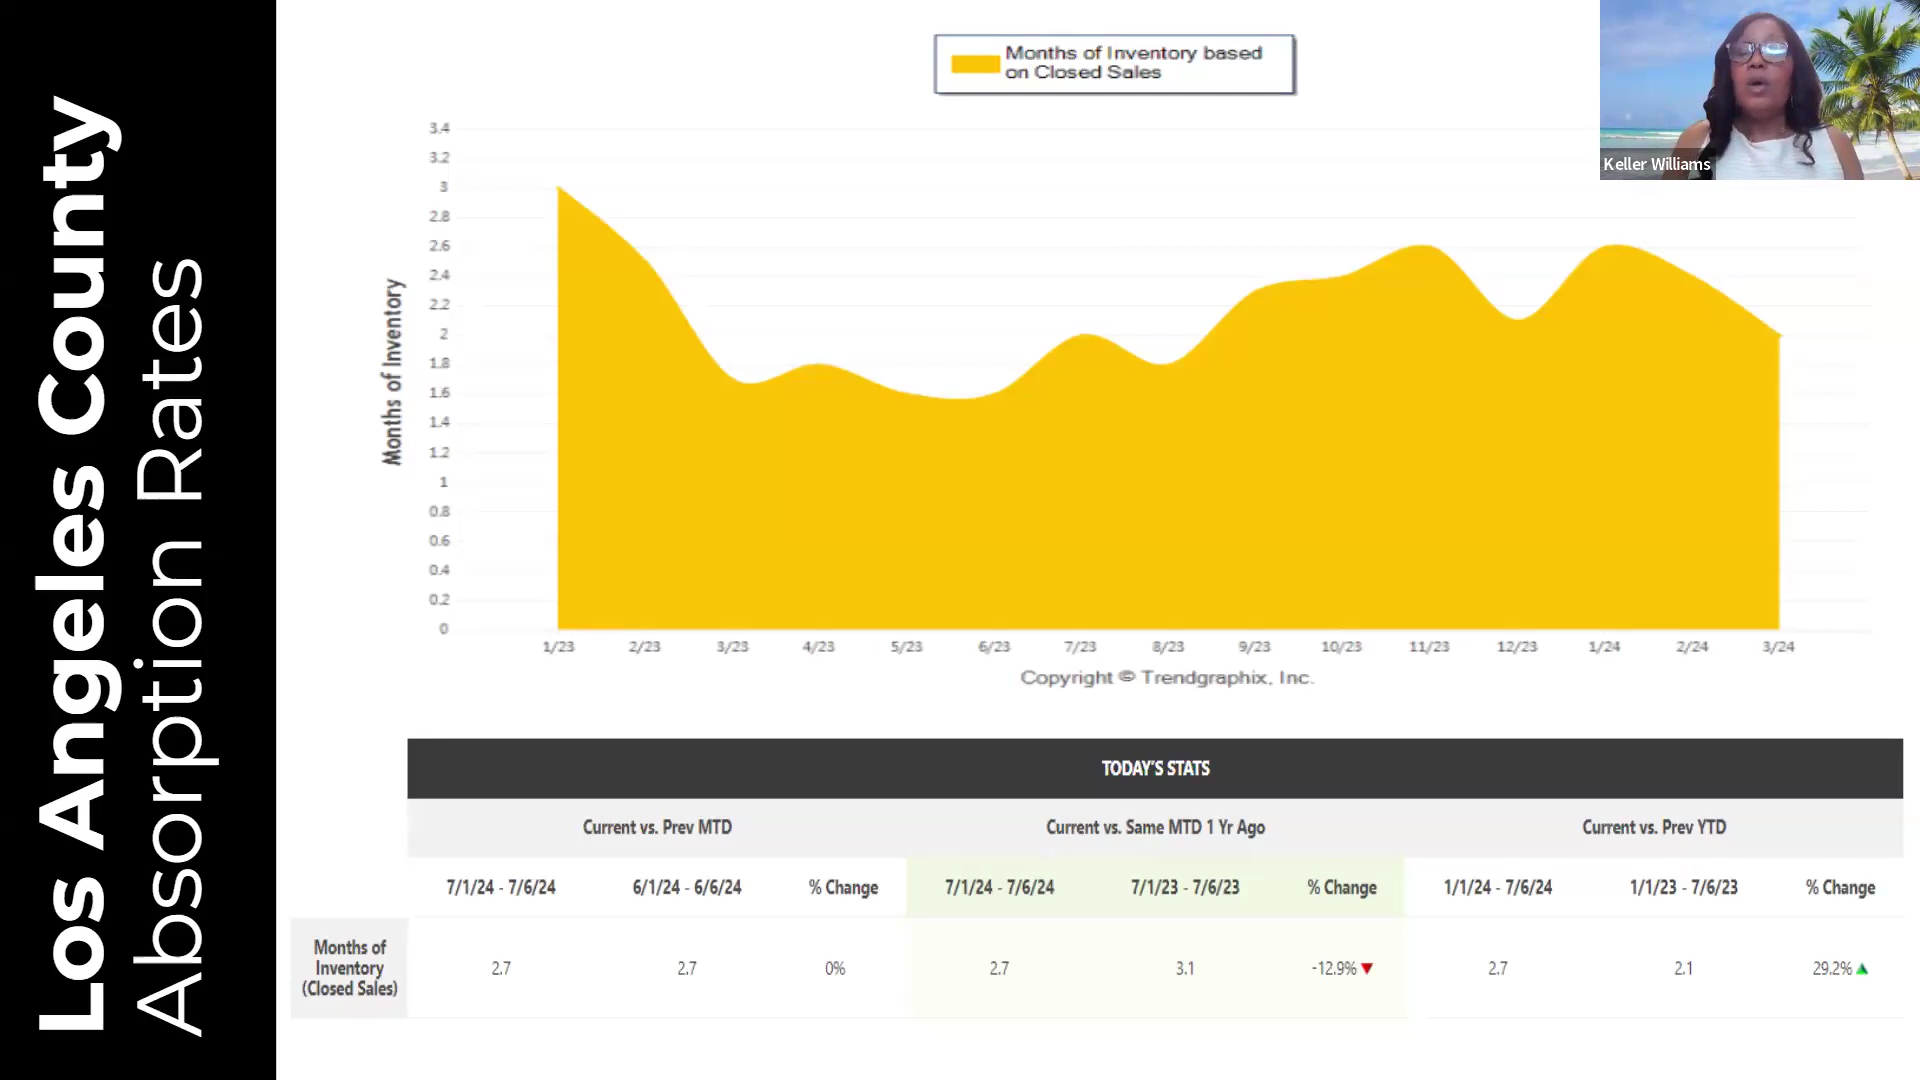 Los Angeles County
Absorption Rates
Months of Inventory based
on Closed Sales
Keller Williams
Months of Inventory
3.4
3.2
3
2.8
2.6
2.4
2.2
2
1.8
1.6
1.4
1.2
1
0.8
0.6
0.4
0.2
0
1/23 2/23 3/23 4/23 5/23 6/23 7/23 8/23 9/23 10/23 11/23 12/23 1/24 2/24 3/24
Copyright © Trendgraphix, Inc.
TODAY'S STATS
Current vs. Prev MTD Current vs. Same MTD 1 Yr Ago Current vs. Prev YTD
7/1/24 - 7/6/24 6/1/24 - 6/6/24 % Change 7/1/24 - 7/6/24 7/1/23 - 7/6/23 % Change 1/1/24 - 7/6/24 1/1/23 - 7/6/23 % Change
Months of
Inventory
(Closed Sales)
2.7 2.7 0% 2.7 3.1 -12.9% 2.7 2.1 29.2%